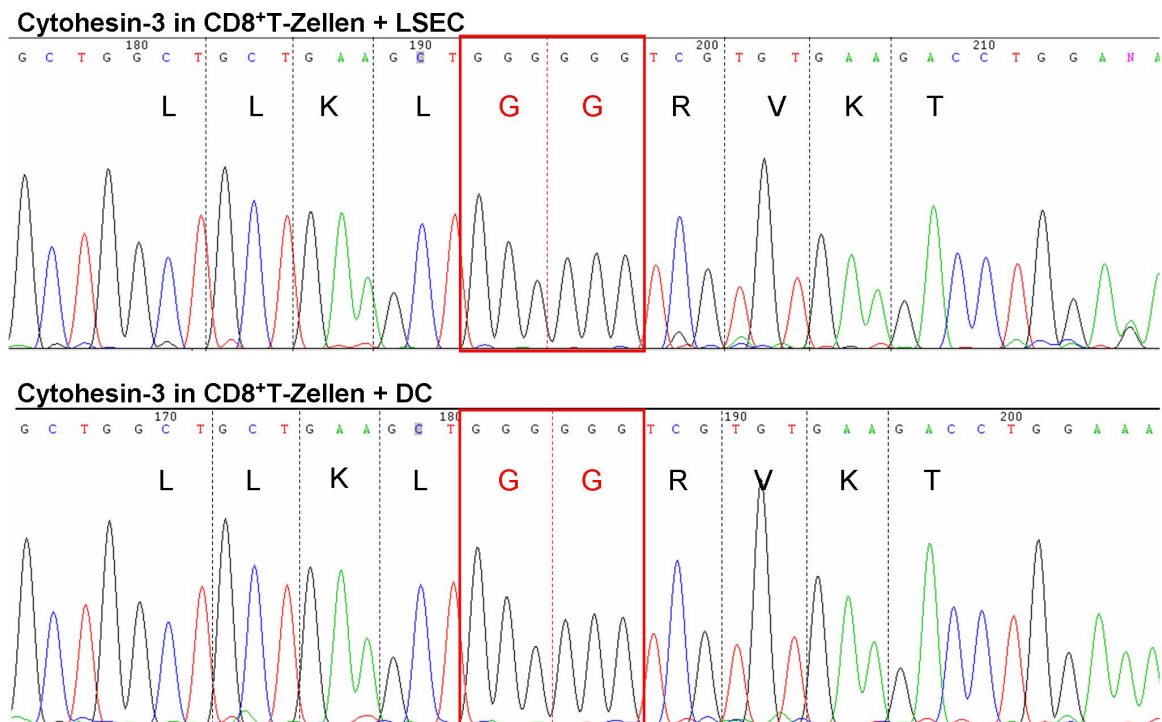 Cytohesin-3 in CD8⁺T-Zellen + LSEC
180 190 200 210
G C T G G C T G C T G A A G C T G G G G G G T C G T G T G A A G A C C T G G A N A
L L K L G G R V K T
Cytohesin-3 in CD8⁺T-Zellen + DC
170 180 190 200
G C T G G C T G C T G A A G C T G G G G G G T C G T G T G A A G A C C T G G A A A
L L K L G G R V K T